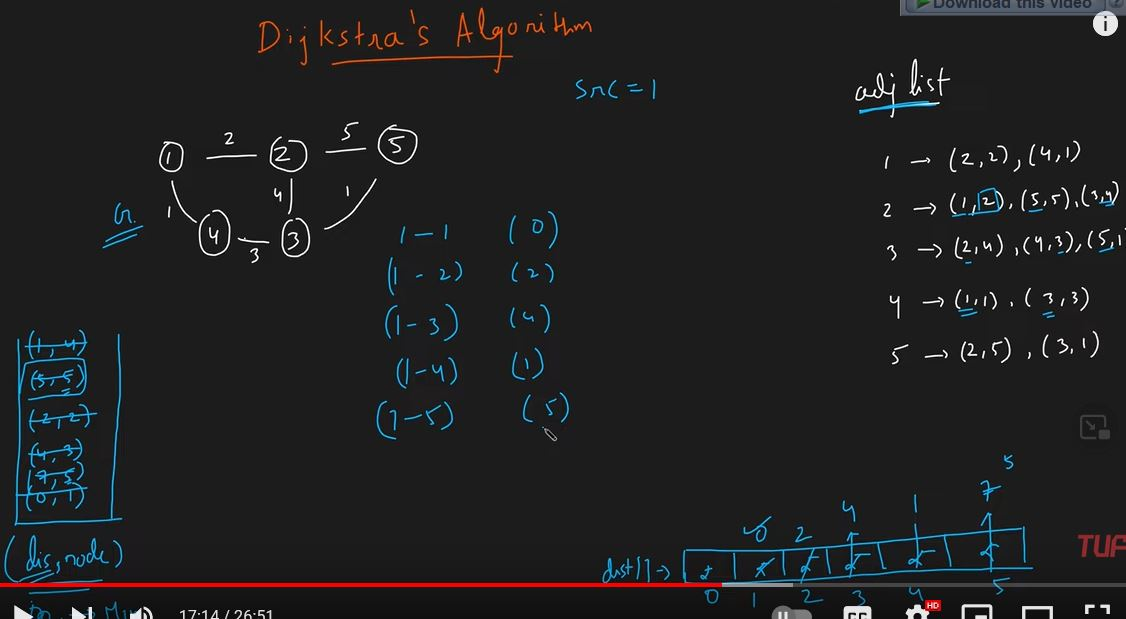 Download this video
Dijkstra's Algorithm
src = 1
adj list
1 → (2,2), (4,1)
2 → (1,2), (5,5), (3,4)
3 → (2,4), (4,3), (5,1
4 → (1,1), (3,3)
5 → (2,5), (3,1)
1 2 2 5 5
1 4 1
4 3 3
G.
1 - 1 (0)
(1 - 2) (2)
(1 - 3) (4)
(1 - 4) (1)
(1 - 5) (5)
(1, 4)
(5, 5)
(2, 2)
(4, 3)
(7, 5)
(0, 1)
(dis, node)
5
0 2 4 1 7
dist[] →
0 1 2 3 4 5
TUF
17:14 / 26:51
CC
HD